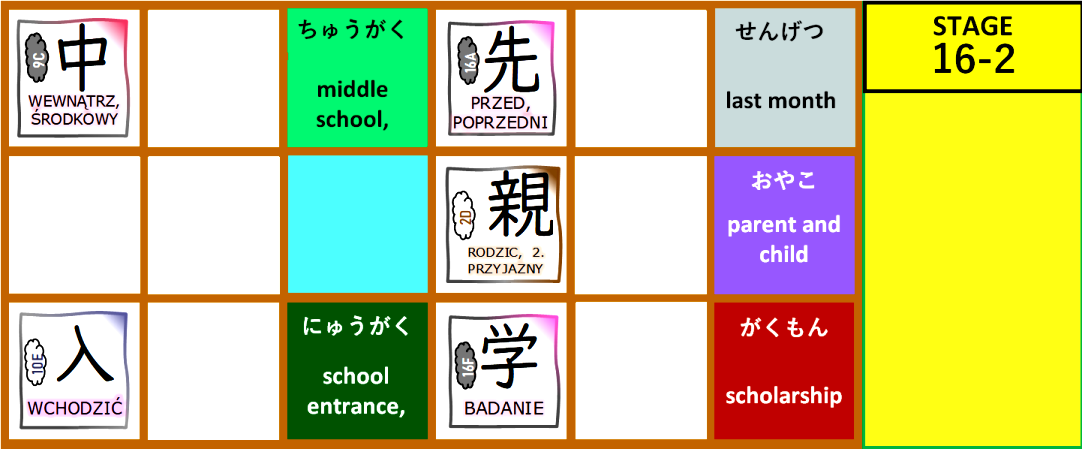 9C
中
WEWNĄTRZ,
ŚRODKOWY
ちゅうがく
middle
school,
16A
先
PRZED,
POPRZEDNI
せんげつ
last month
STAGE
16-2
2D
親
RODZIC, 2.
PRZYJAZNY
おやこ
parent and
child
10E
入
WCHODZIĆ
にゅうがく
school
entrance,
16F
学
BADANIE
がくもん
scholarship